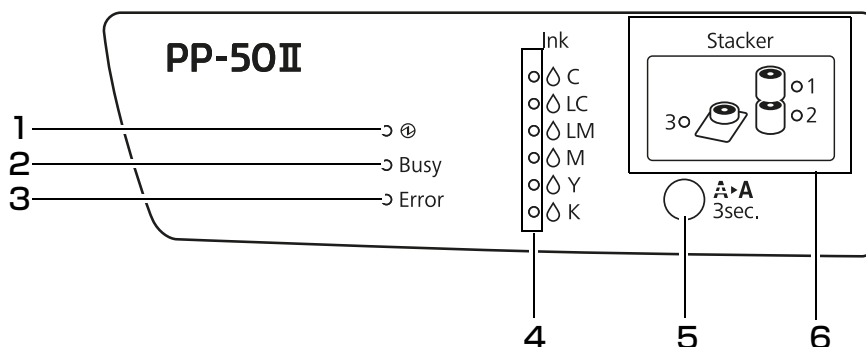 PP-50II
Ink
Stacker
C
LC
LM
M
Y
K
1
2
3
1
2
3
Busy
Error
A▸A
3sec.
4
5
6